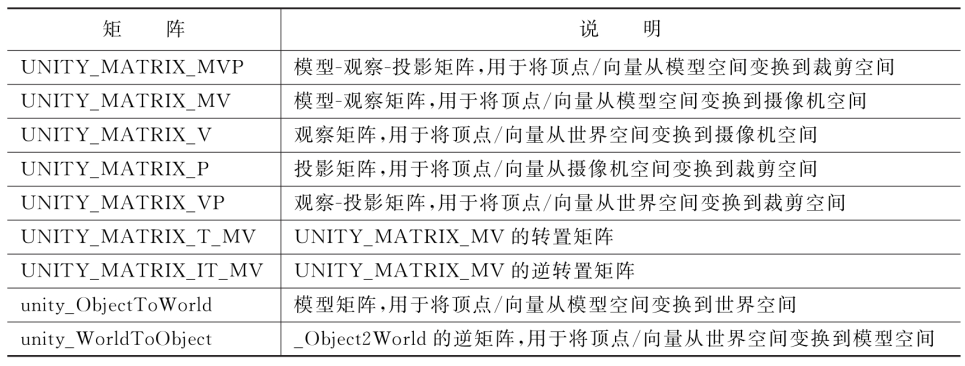 矩 阵 说 明
UNITY_MATRIX_MVP 模型-观察-投影矩阵,用于将顶点/向量从模型空间变换到裁剪空间
UNITY_MATRIX_MV 模型-观察矩阵,用于将顶点/向量从模型空间变换到摄像机空间
UNITY_MATRIX_V 观察矩阵,用于将顶点/向量从世界空间变换到摄像机空间
UNITY_MATRIX_P 投影矩阵,用于将顶点/向量从摄像机空间变换到裁剪空间
UNITY_MATRIX_VP 观察-投影矩阵,用于将顶点/向量从世界空间变换到裁剪空间
UNITY_MATRIX_T_MV UNITY_MATRIX_MV 的转置矩阵
UNITY_MATRIX_IT_MV UNITY_MATRIX_MV 的逆转置矩阵
unity_ObjectToWorld 模型矩阵,用于将顶点/向量从模型空间变换到世界空间
unity_WorldToObject _Object2World 的逆矩阵,用于将顶点/向量从世界空间变换到模型空间